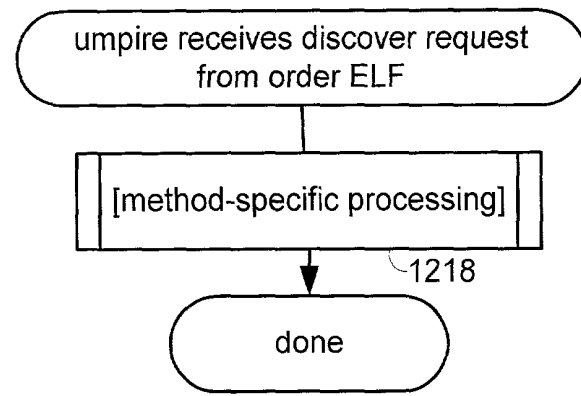 umpire receives discover request
from order ELF
[method-specific processing]
1218
done